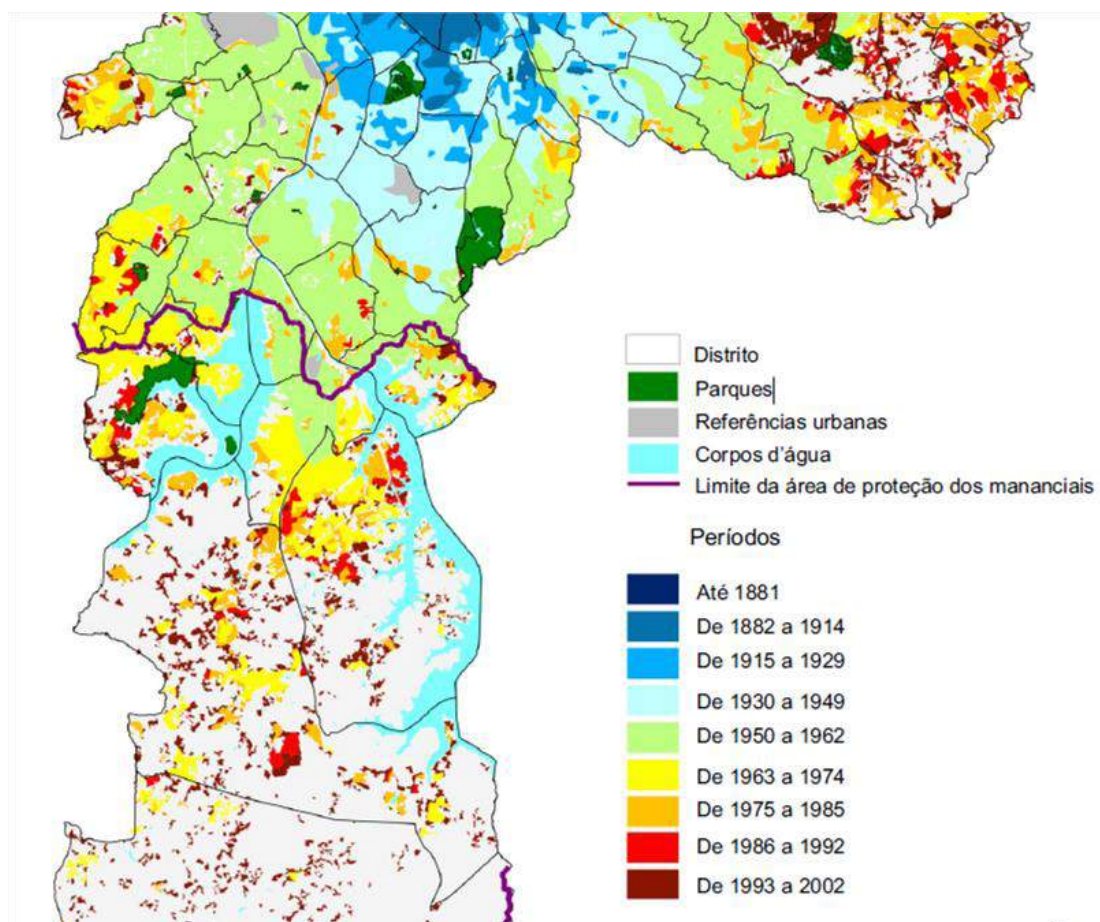 Distrito
Parques
Referências urbanas
Corpos d'água
Limite da área de proteção dos mananciais
Períodos
Até 1881
De 1882 a 1914
De 1915 a 1929
De 1930 a 1949
De 1950 a 1962
De 1963 a 1974
De 1975 a 1985
De 1986 a 1992
De 1993 a 2002